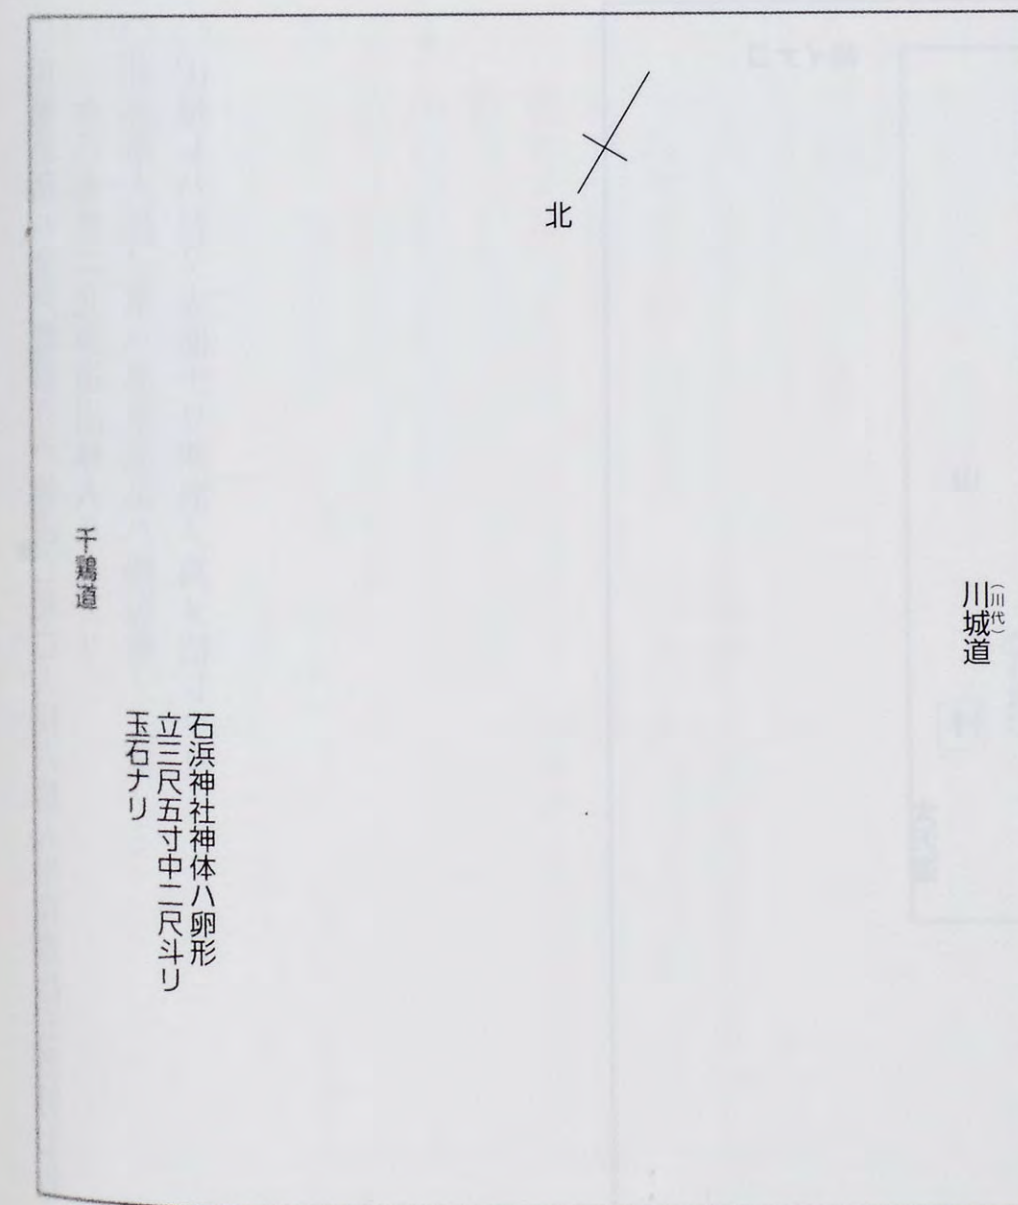 北
(川代)
川城道
石浜神社神体ハ卵形
立三尺五寸中二尺斗リ
玉石ナリ
千鶏道